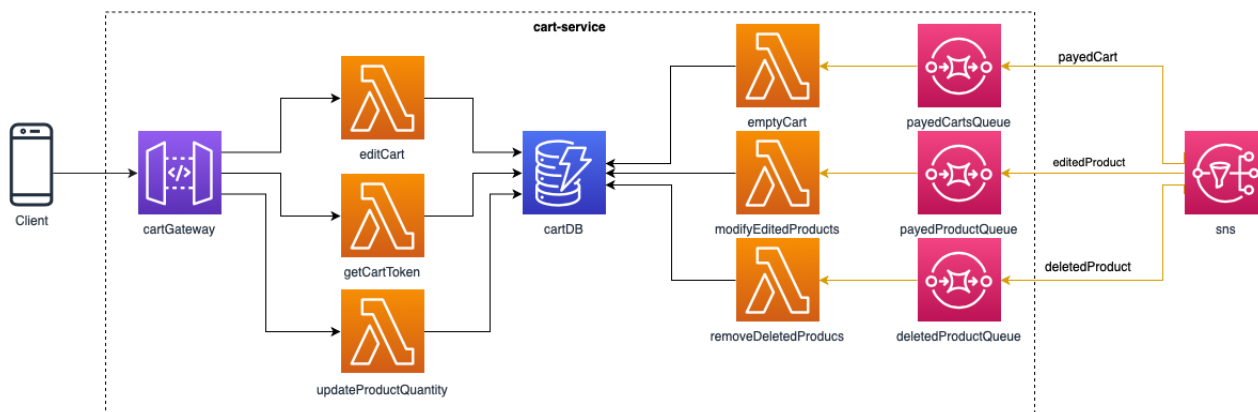 cart-service
payedCart
emptyCart
payedCartsQueue
editCart
editedProduct
Client
cartGateway
cartDB
modifyEditedProducts
payedProductQueue
sns
getCartToken
deletedProduct
removeDeletedProducs
deletedProductQueue
updateProductQuantity